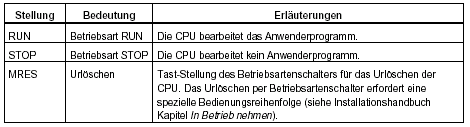 Stellung Bedeutung Erläuterungen
RUN Betriebsart RUN Die CPU bearbeitet das Anwenderprogramm.
STOP Betriebsart STOP Die CPU bearbeitet kein Anwenderprogramm.
MRES Urlöschen Tast-Stellung des Betriebsartenschalters für das Urlöschen der
CPU. Das Urlöschen per Betriebsartenschalter erfordert eine
spezielle Bedienungsreihenfolge (siehe Installationshandbuch
Kapitel In Betrieb nehmen).